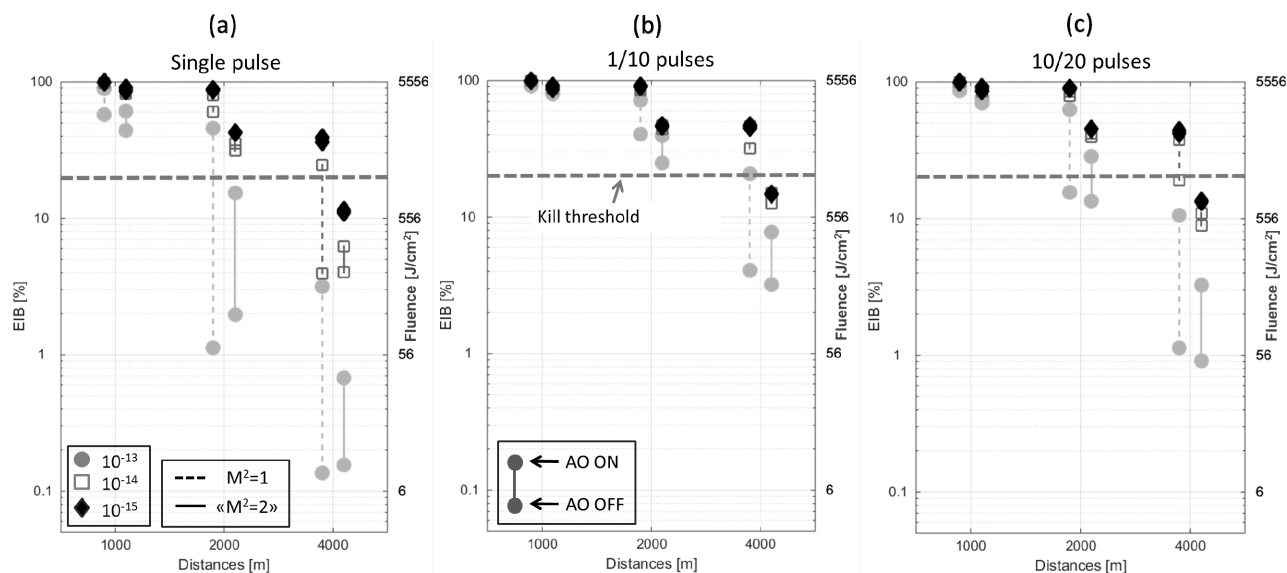 (a)
Single pulse
100
10
1
0.1
EIB [%]
5556
556
56
6
Fluence [J/cm²]
10⁻¹³
10⁻¹⁴
10⁻¹⁵
M²=1
«M²=2»
1000
2000
4000
Distances [m]
(b)
1/10 pulses
100
10
1
0.1
EIB [%]
5556
556
56
6
Fluence [J/cm²]
Kill threshold
AO ON
AO OFF
1000
2000
4000
Distances [m]
(c)
10/20 pulses
100
10
1
0.1
EIB [%]
5556
556
56
6
Fluence [J/cm²]
1000
2000
4000
Distances [m]